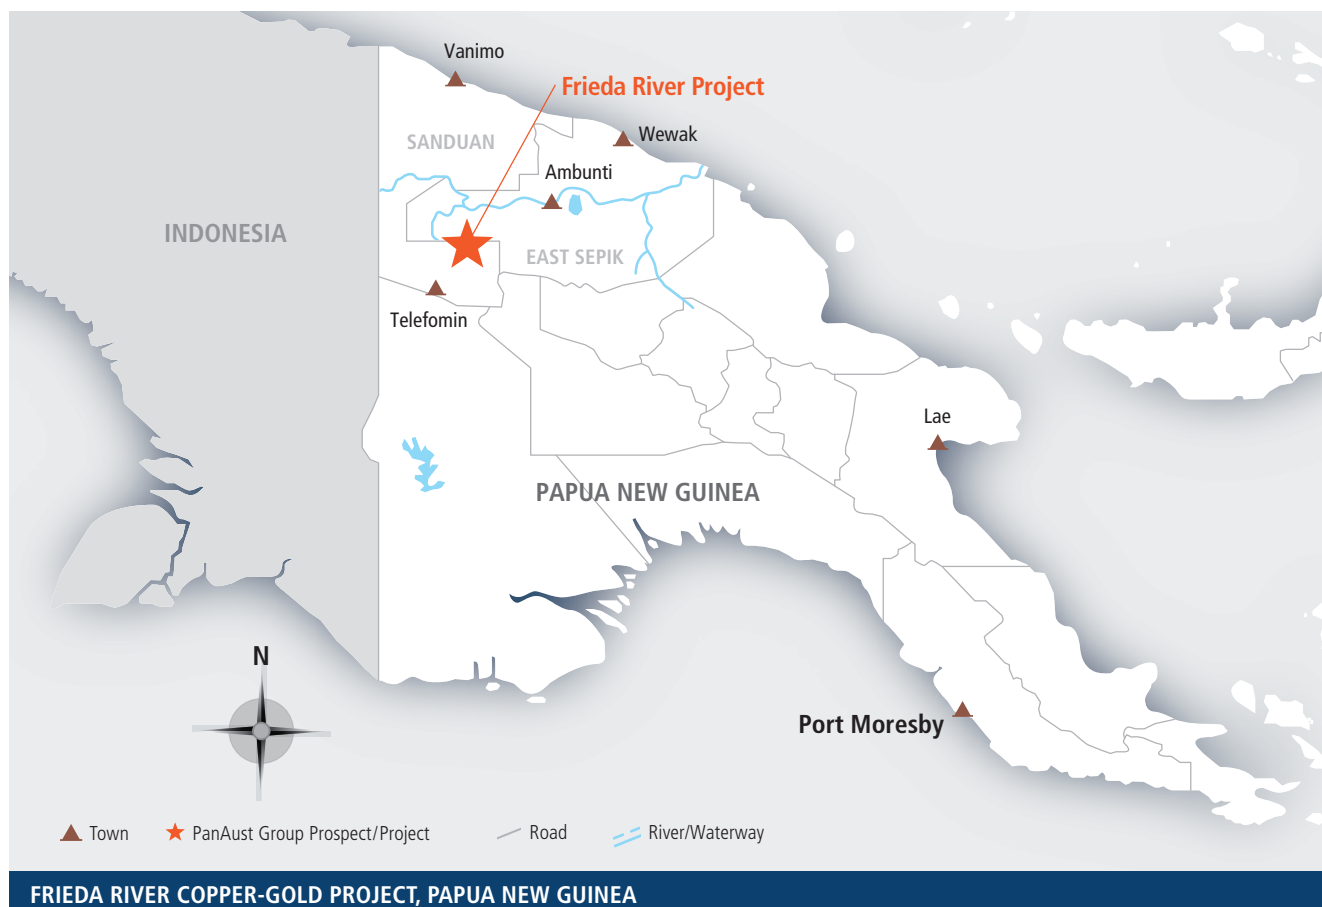 Vanimo
Frieda River Project
Wewak
SANDUAN
Ambunti
INDONESIA
EAST SEPIK
Telefomin
Lae
PAPUA NEW GUINEA
N
Port Moresby
Town
PanAust Group Prospect/Project
Road
River/Waterway
FRIEDA RIVER COPPER-GOLD PROJECT, PAPUA NEW GUINEA